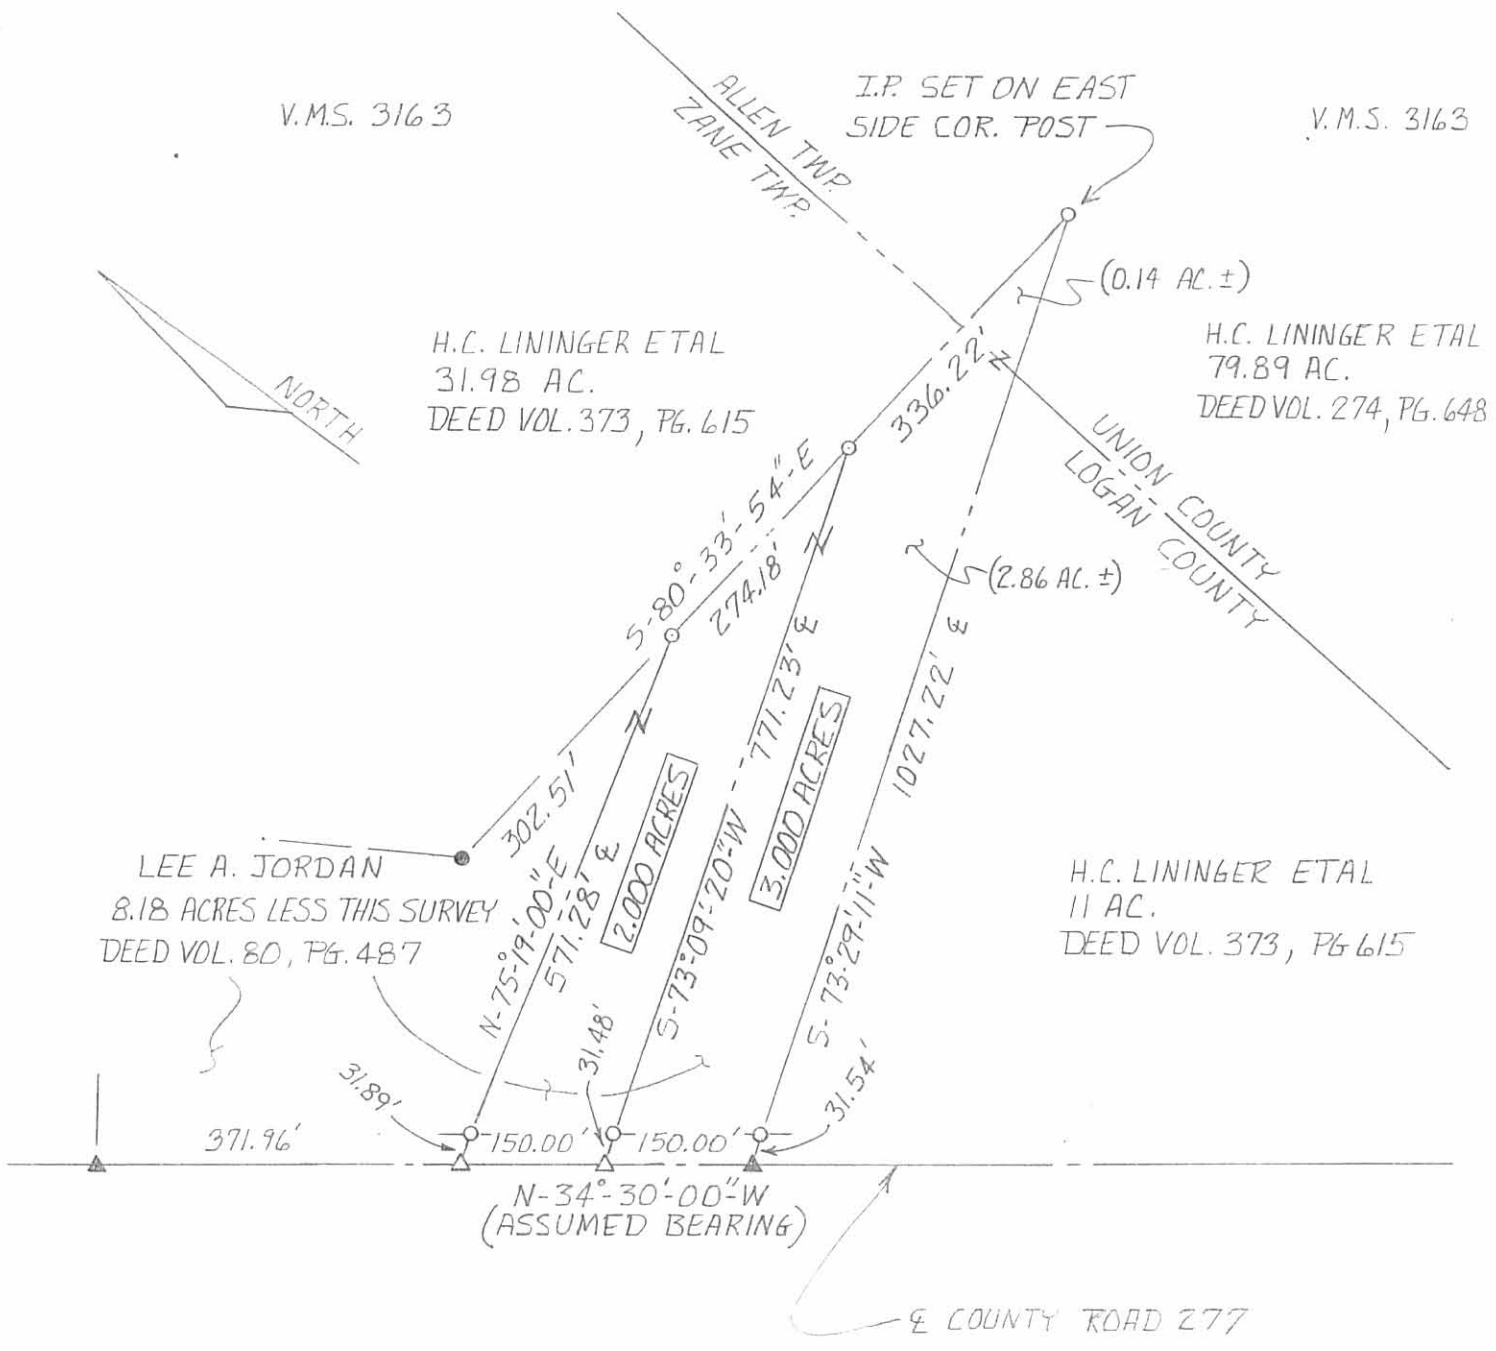 V.M.S. 3163
ALLEN TWP.
ZANE TWP.
I.P. SET ON EAST
SIDE COR. POST
V.M.S. 3163
(0.14 AC. ±)
H.C. LININGER ETAL
31.98 AC.
DEED VOL. 373, PG. 615
H.C. LININGER ETAL
79.89 AC.
DEED VOL. 274, PG. 648
NORTH
336.22'
UNION COUNTY
LOGAN COUNTY
S-80°-33'-54"-E
274.18'
(2.86 AC. ±)
302.51'
N-75°-19'-00"-E
571.28' ℄
2.000 ACRES
S-73°-09'-20"-W 771.23' ℄
3.000 ACRES
S-73°-29'-11"-W 1027.22' ℄
LEE A. JORDAN
8.18 ACRES LESS THIS SURVEY
DEED VOL. 80, PG. 487
H.C. LININGER ETAL
11 AC.
DEED VOL. 373, PG 615
31.89'
31.48'
31.54'
371.96'
150.00'
150.00'
N-34°-30'-00"-W
(ASSUMED BEARING)
℄ COUNTY ROAD 277